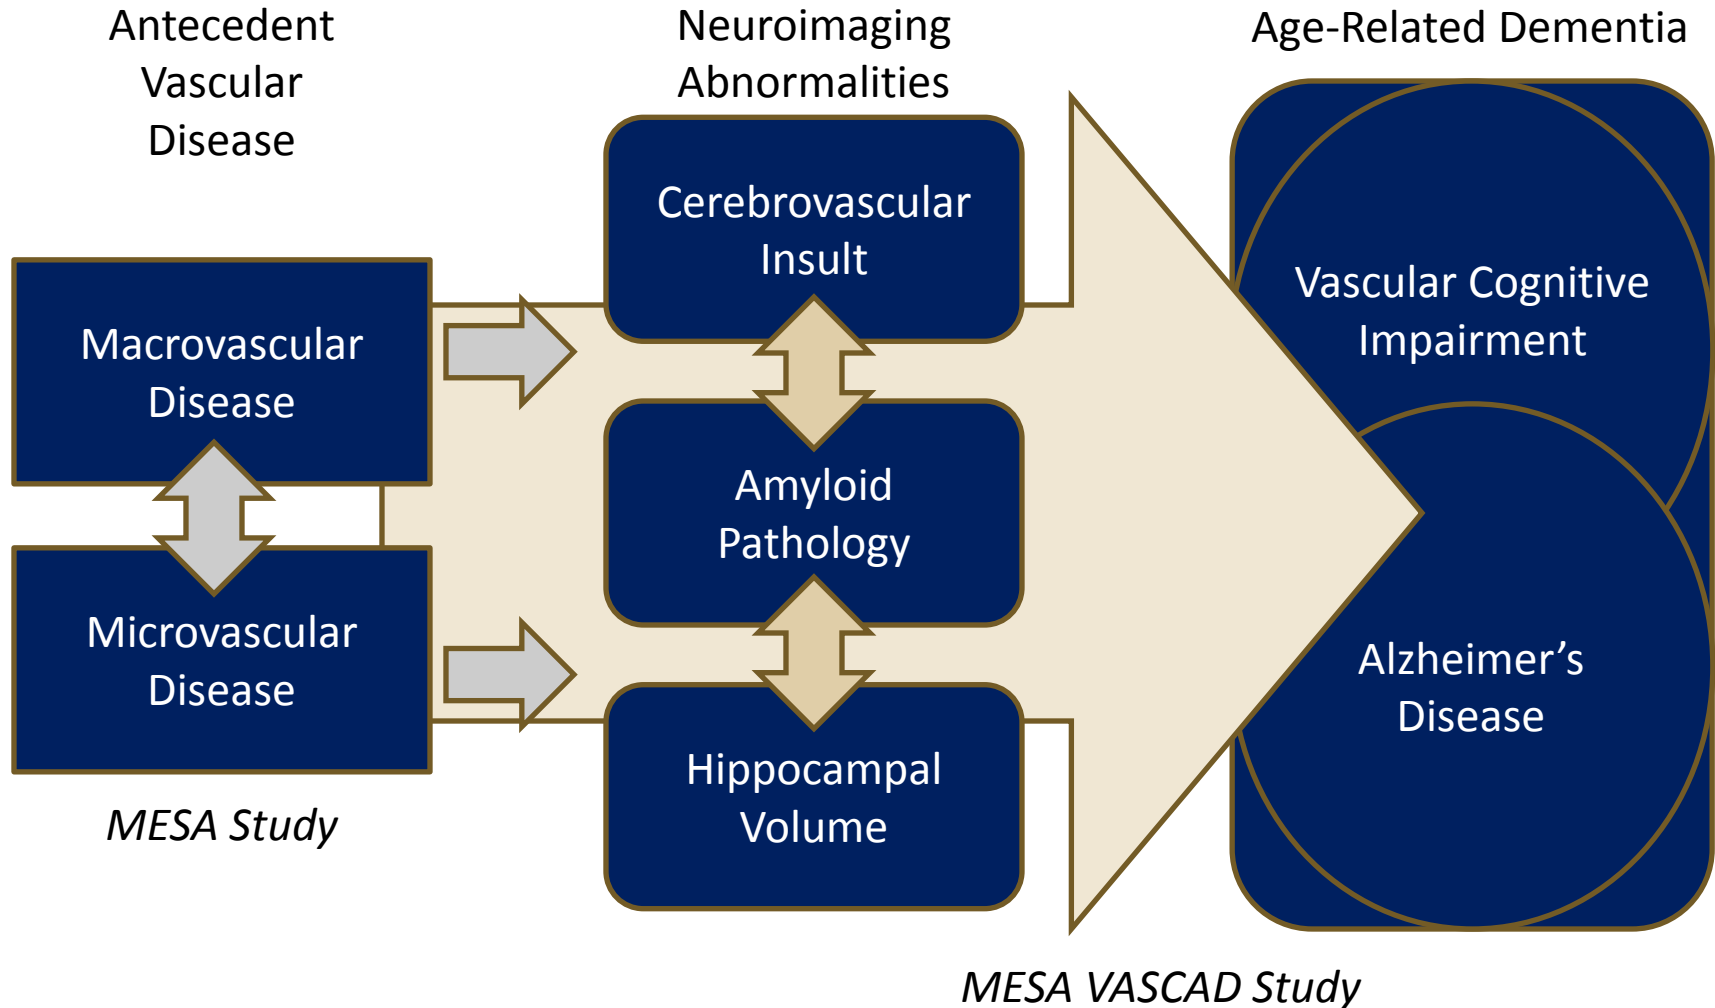 Antecedent
Vascular
Disease
Neuroimaging
Abnormalities
Age-Related Dementia
Macrovascular
Disease
Microvascular
Disease
MESA Study
Cerebrovascular
Insult
Amyloid
Pathology
Hippocampal
Volume
Vascular Cognitive
Impairment
Alzheimer’s
Disease
MESA VASCAD Study